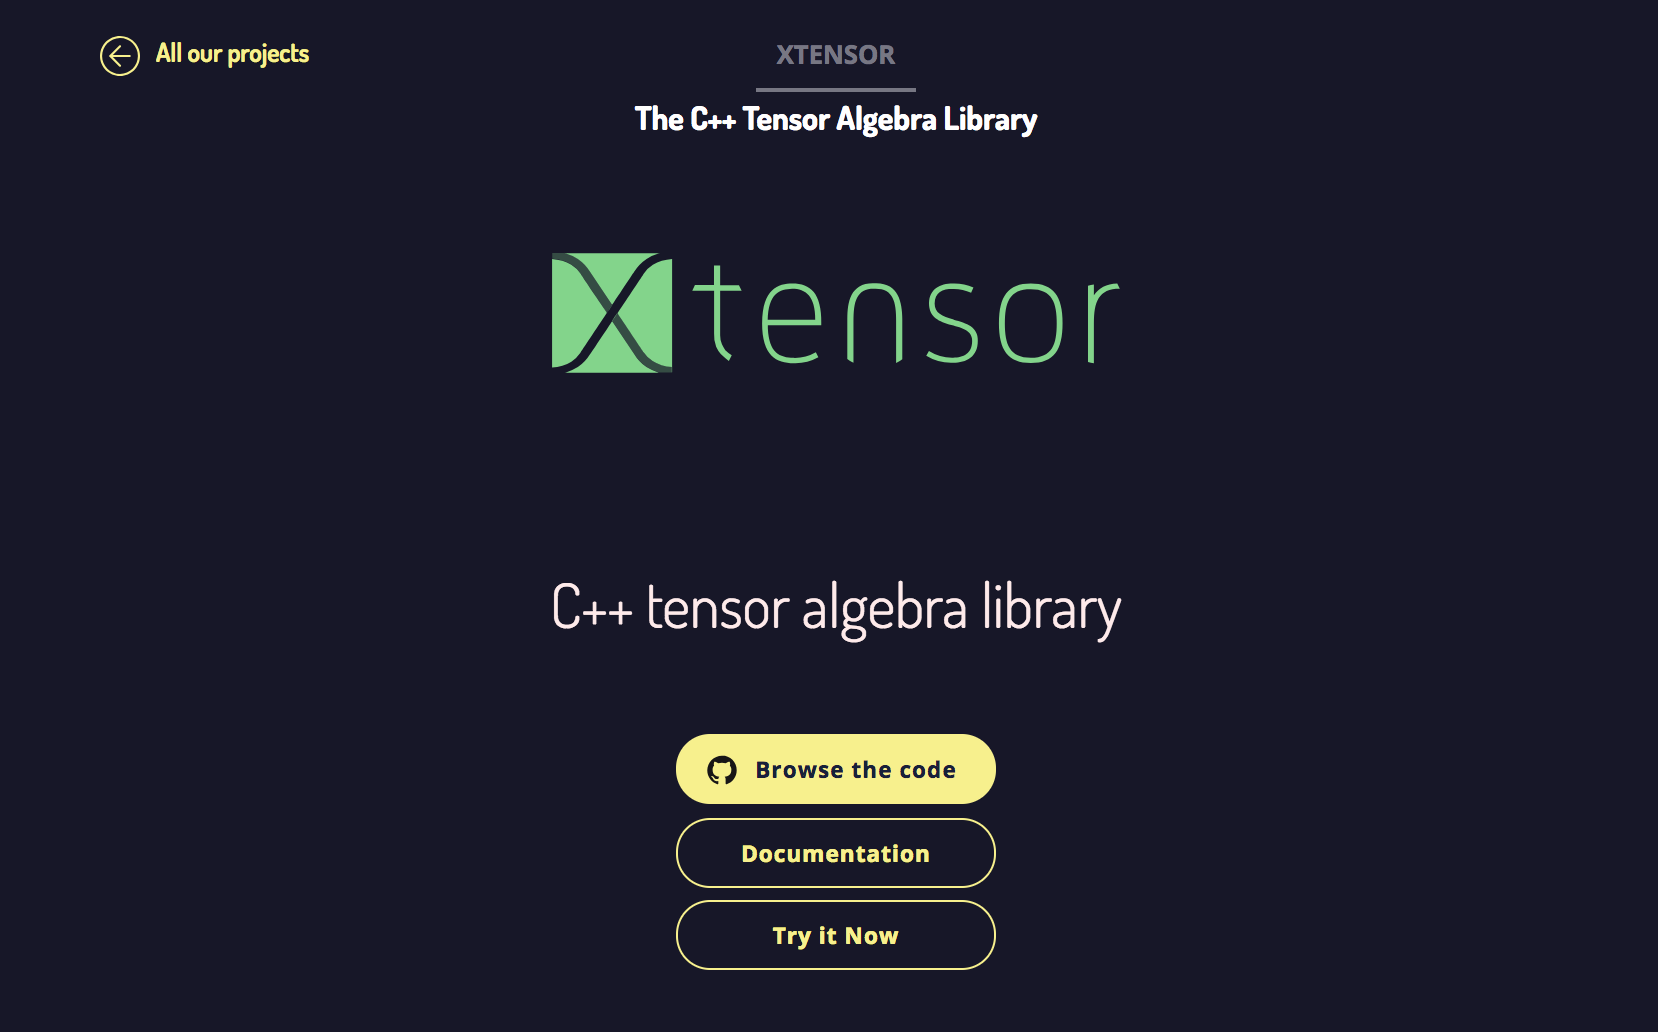 All our projects
XTENSOR
The C++ Tensor Algebra Library
xtensor
C++ tensor algebra library
Browse the code
Documentation
Try it Now